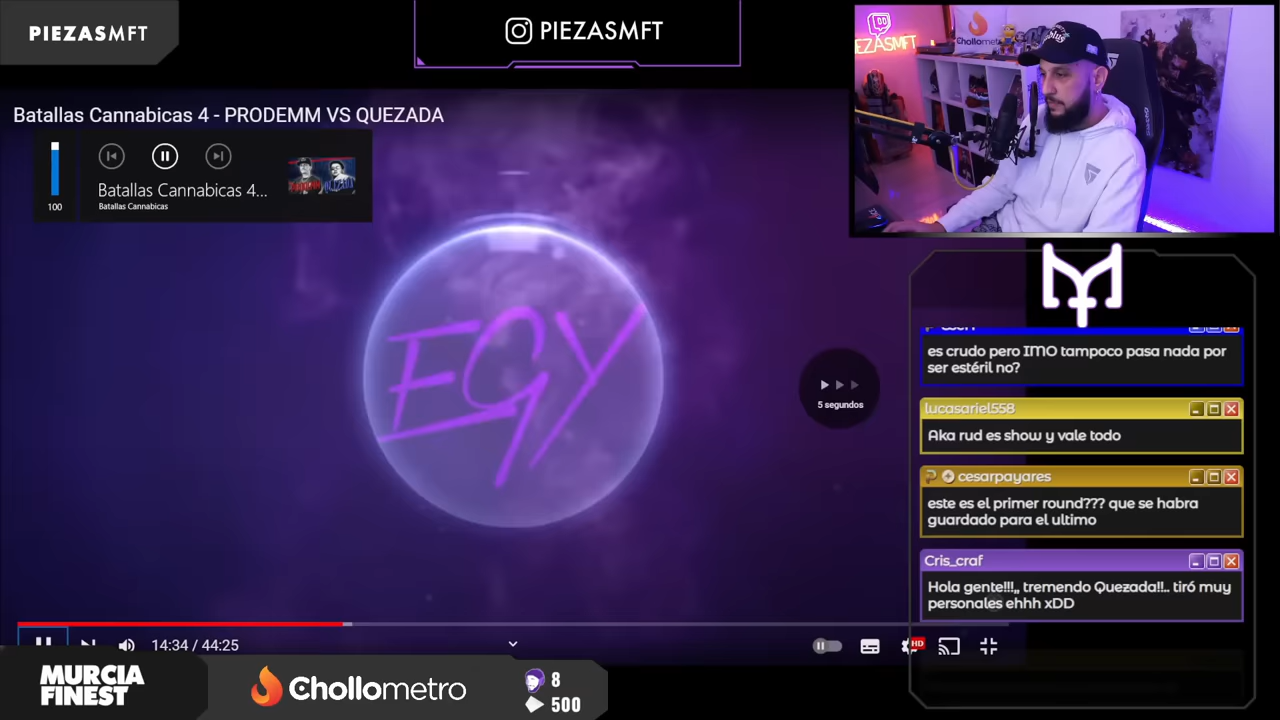 PIEZASMFT
PIEZASMFT
Batallas Cannabicas 4 - PRODEMM VS QUEZADA
Batallas Cannabicas 4...
Batallas Cannabicas
100
EGY
5 segundos
Chollometro
es crudo pero IMO tampoco pasa nada por
ser estéril no?
lucasariel558
Aka rud es show y vale todo
cesarpayares
este es el primer round??? que se habra
guardado para el ultimo
Cris_craf
Hola gente!!!,, tremendo Quezada!!.. tiró muy
personales ehhh xDD
14:34 / 44:25
HD
MURCIA
FINEST
Chollometro
8
500